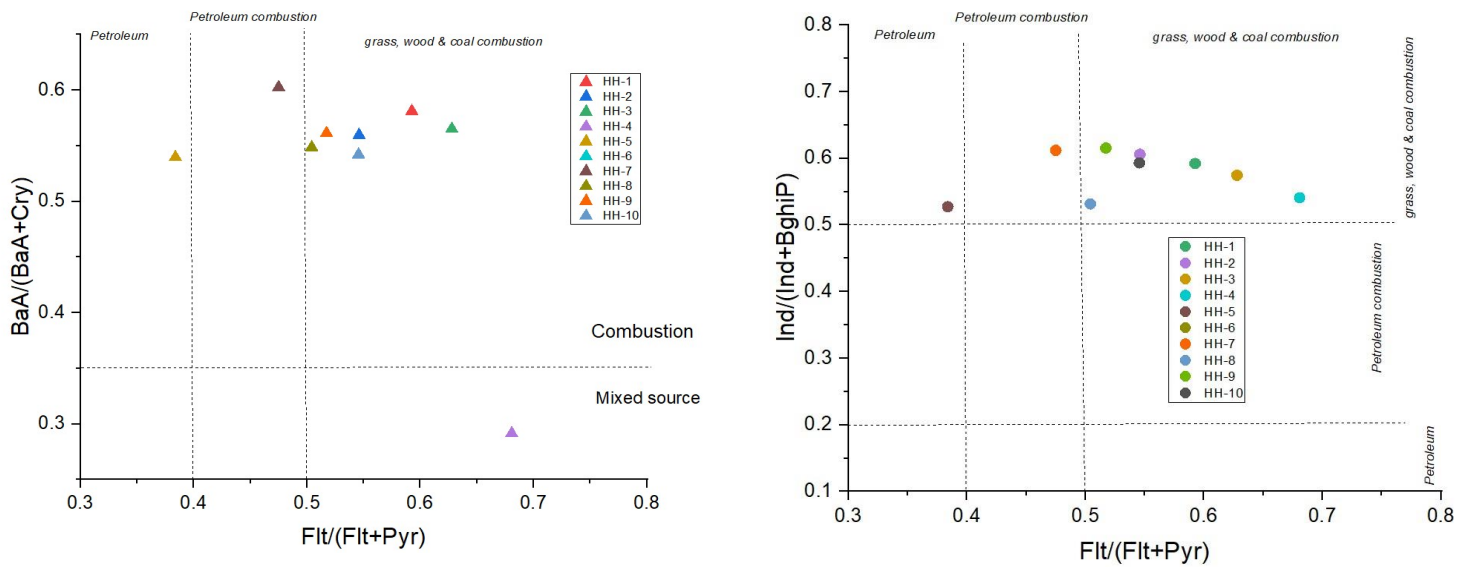 Petroleum combustion
Petroleum
grass, wood & coal combustion
0.6
0.5
0.4
0.3
BaA/(BaA+Cry)
HH-1
HH-2
HH-3
HH-4
HH-5
HH-6
HH-7
HH-8
HH-9
HH-10
Combustion
Mixed source
0.3 0.4 0.5 0.6 0.7 0.8
Flt/(Flt+Pyr)
Petroleum combustion
Petroleum
grass, wood & coal combustion
0.8
0.7
0.6
0.5
0.4
0.3
0.2
0.1
Ind/(Ind+BghiP)
grass, wood & coal combustion
Petroleum combustion
Petroleum
HH-1
HH-2
HH-3
HH-4
HH-5
HH-6
HH-7
HH-8
HH-9
HH-10
0.3 0.4 0.5 0.6 0.7 0.8
Flt/(Flt+Pyr)